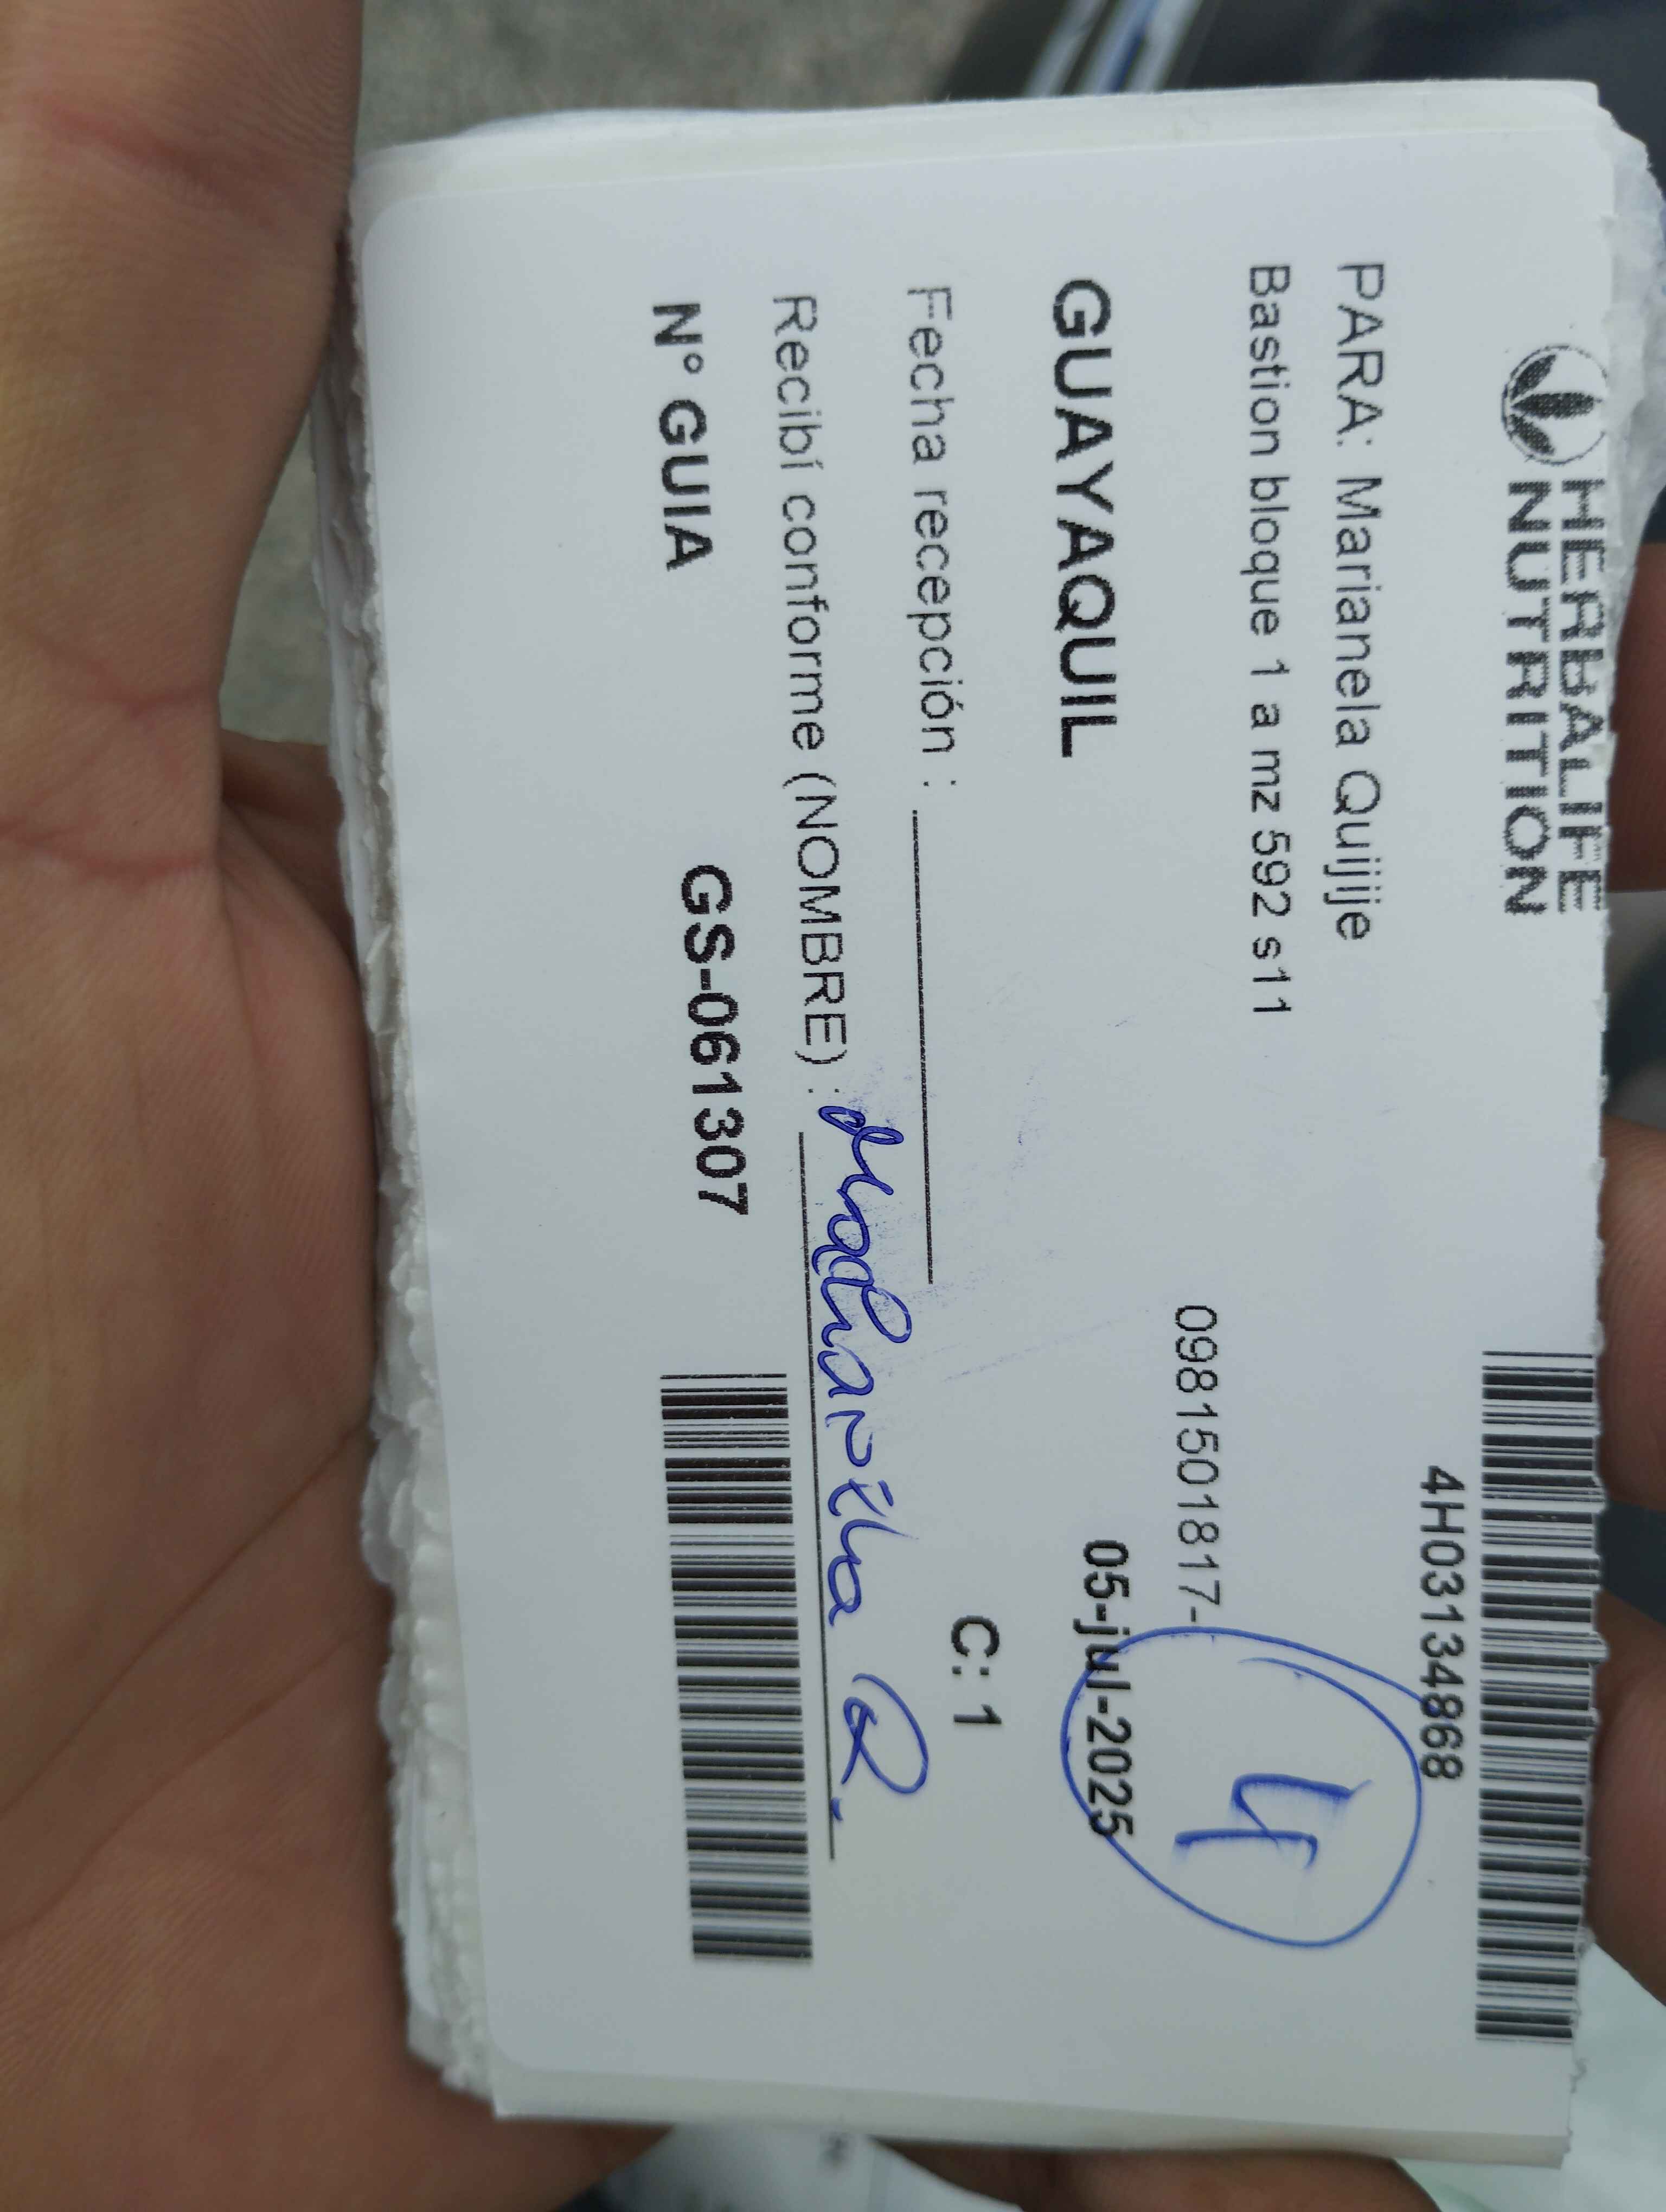 HERBALIFE
NUTRITION
4H03134868
PARA: Marianela Quijije
4
Bastion bloque 1 a mz 592 s11
0981501817-
GUAYAQUIL
05-jul-2025
Fecha recepción :
C: 1
Recibí conforme (NOMBRE) : Q.
N° GUIA GS-061307